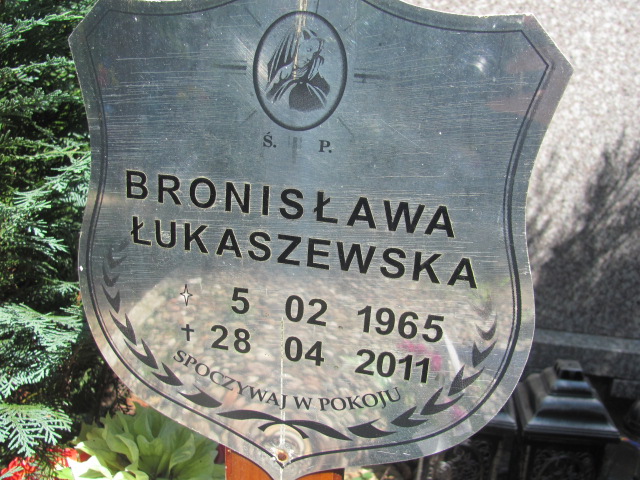 Ś. P.
BRONISŁAWA
ŁUKASZEWSKA
5 02 1965
✝ 28 04 2011
SPOCZYWAJ W POKOJU